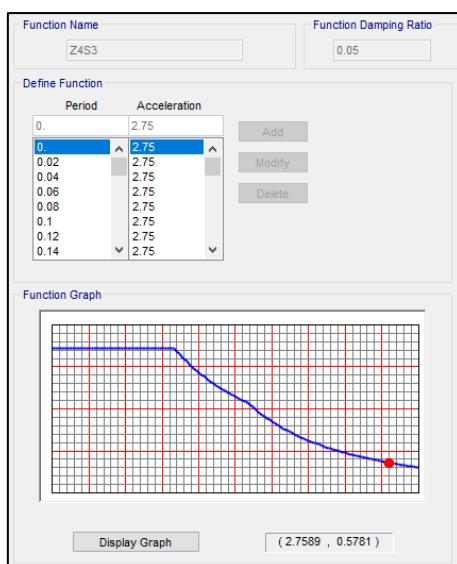 Function Name
Function Damping Ratio
Z4S3
0.05
Define Function
Period Acceleration
0. 2.75
Add
0. 2.75
0.02 2.75
Modify
0.04 2.75
0.06 2.75
Delete
0.08 2.75
0.1 2.75
0.12 2.75
0.14 2.75
Function Graph
Display Graph
( 2.7589 , 0.5781 )